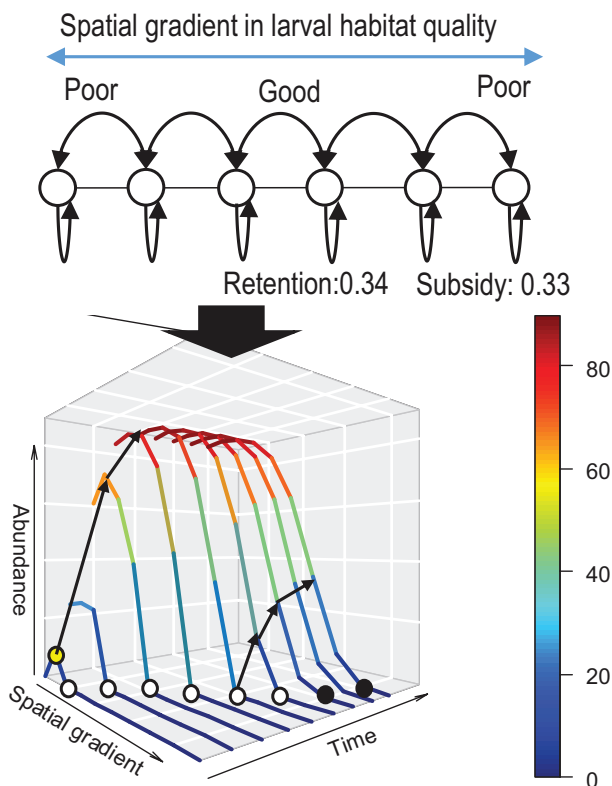 Spatial gradient in larval habitat quality
Poor Good Poor
Retention:0.34 Subsidy: 0.33
Abundance
Spatial gradient
Time
80
60
40
20
0